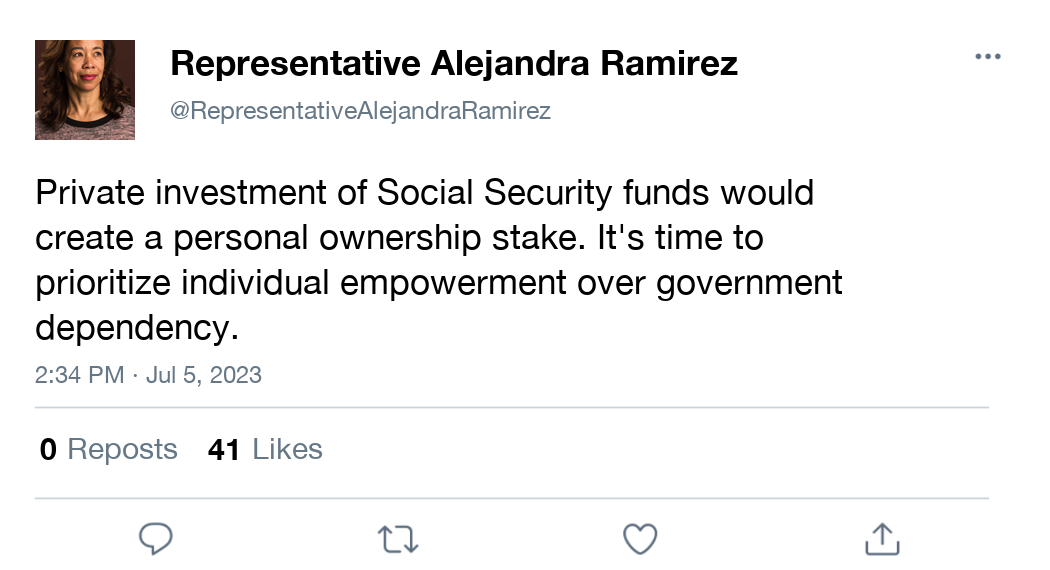 Representative Alejandra Ramirez
@RepresentativeAlejandraRamirez
Private investment of Social Security funds would
create a personal ownership stake. It's time to
prioritize individual empowerment over government
dependency.
2:34 PM · Jul 5, 2023
0 Reposts 41 Likes